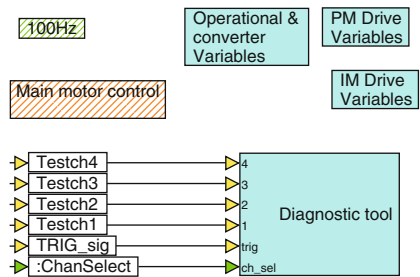 100Hz
Operational &
converter
Variables
PM Drive
Variables
IM Drive
Variables
Main motor control
Testch4
4
Testch3
3
Testch2
2
Testch1
1
TRIG_sig
trig
:ChanSelect
ch_sel
Diagnostic tool